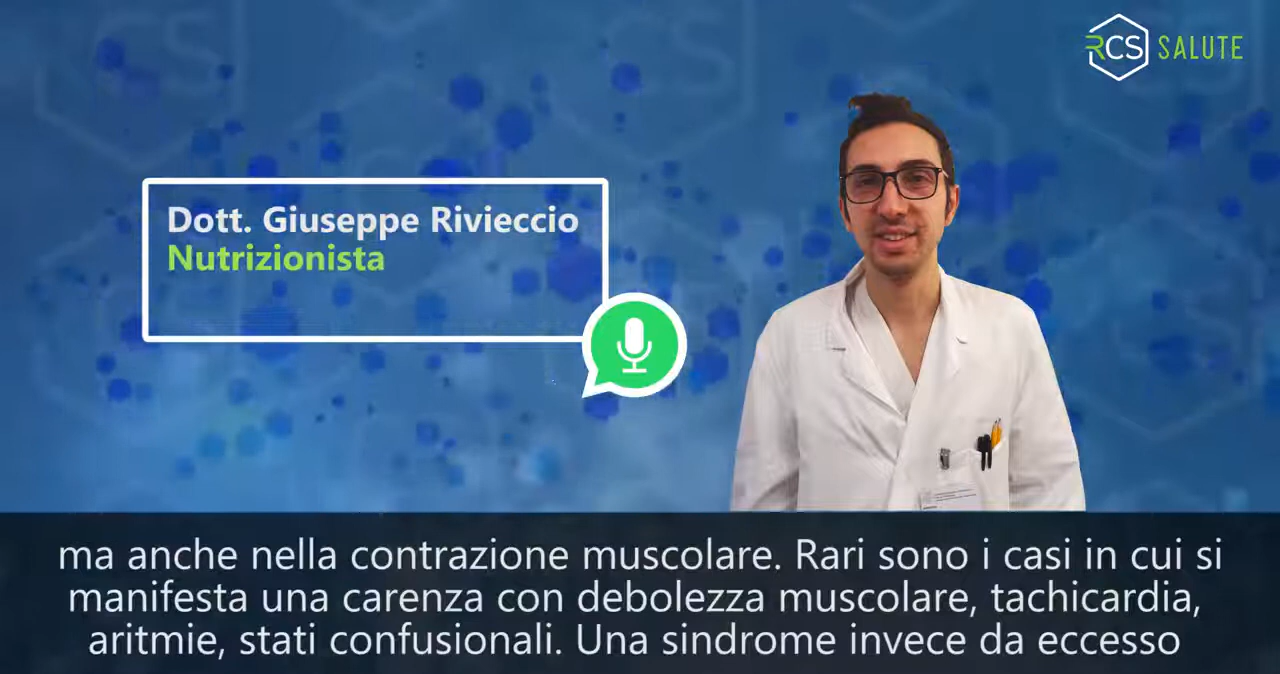 RCS SALUTE
Dott. Giuseppe Rivieccio
Nutrizionista
ma anche nella contrazione muscolare. Rari sono i casi in cui si
manifesta una carenza con debolezza muscolare, tachicardia,
aritmie, stati confusionali. Una sindrome invece da eccesso